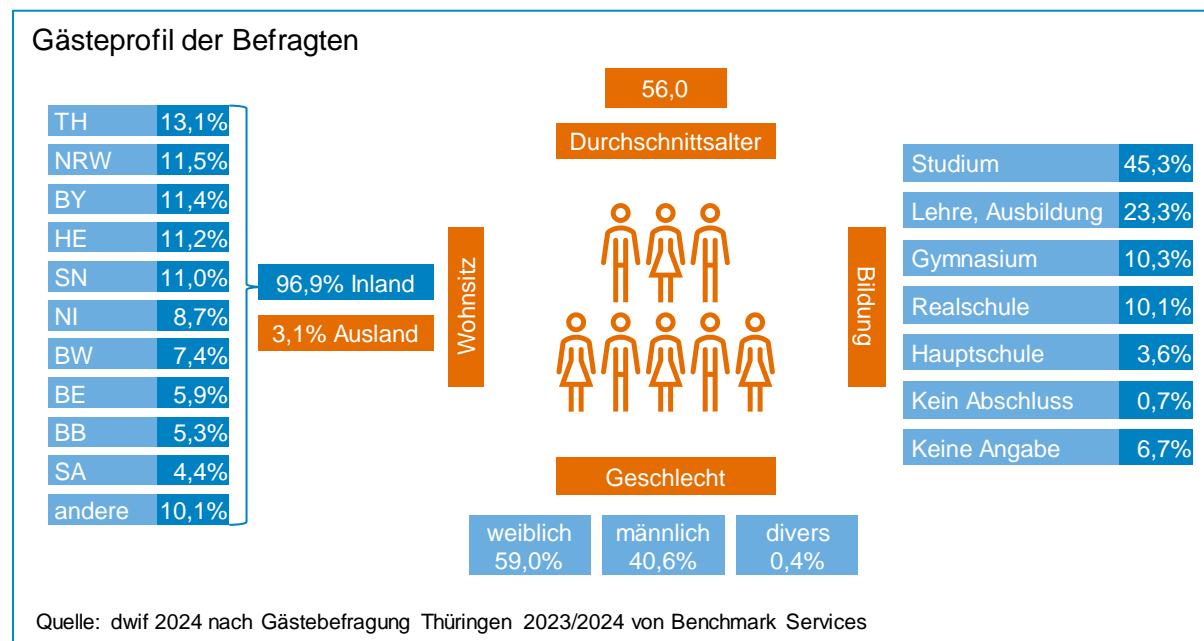 Gästeprofil der Befragten
TH 13,1%
NRW 11,5%
BY 11,4%
HE 11,2%
SN 11,0%
NI 8,7%
BW 7,4%
BE 5,9%
BB 5,3%
SA 4,4%
andere 10,1%
96,9% Inland
3,1% Ausland
Wohnsitz
56,0
Durchschnittsalter
Geschlecht
weiblich
59,0%
männlich
40,6%
divers
0,4%
Bildung
Studium 45,3%
Lehre, Ausbildung 23,3%
Gymnasium 10,3%
Realschule 10,1%
Hauptschule 3,6%
Kein Abschluss 0,7%
Keine Angabe 6,7%
Quelle: dwif 2024 nach Gästebefragung Thüringen 2023/2024 von Benchmark Services